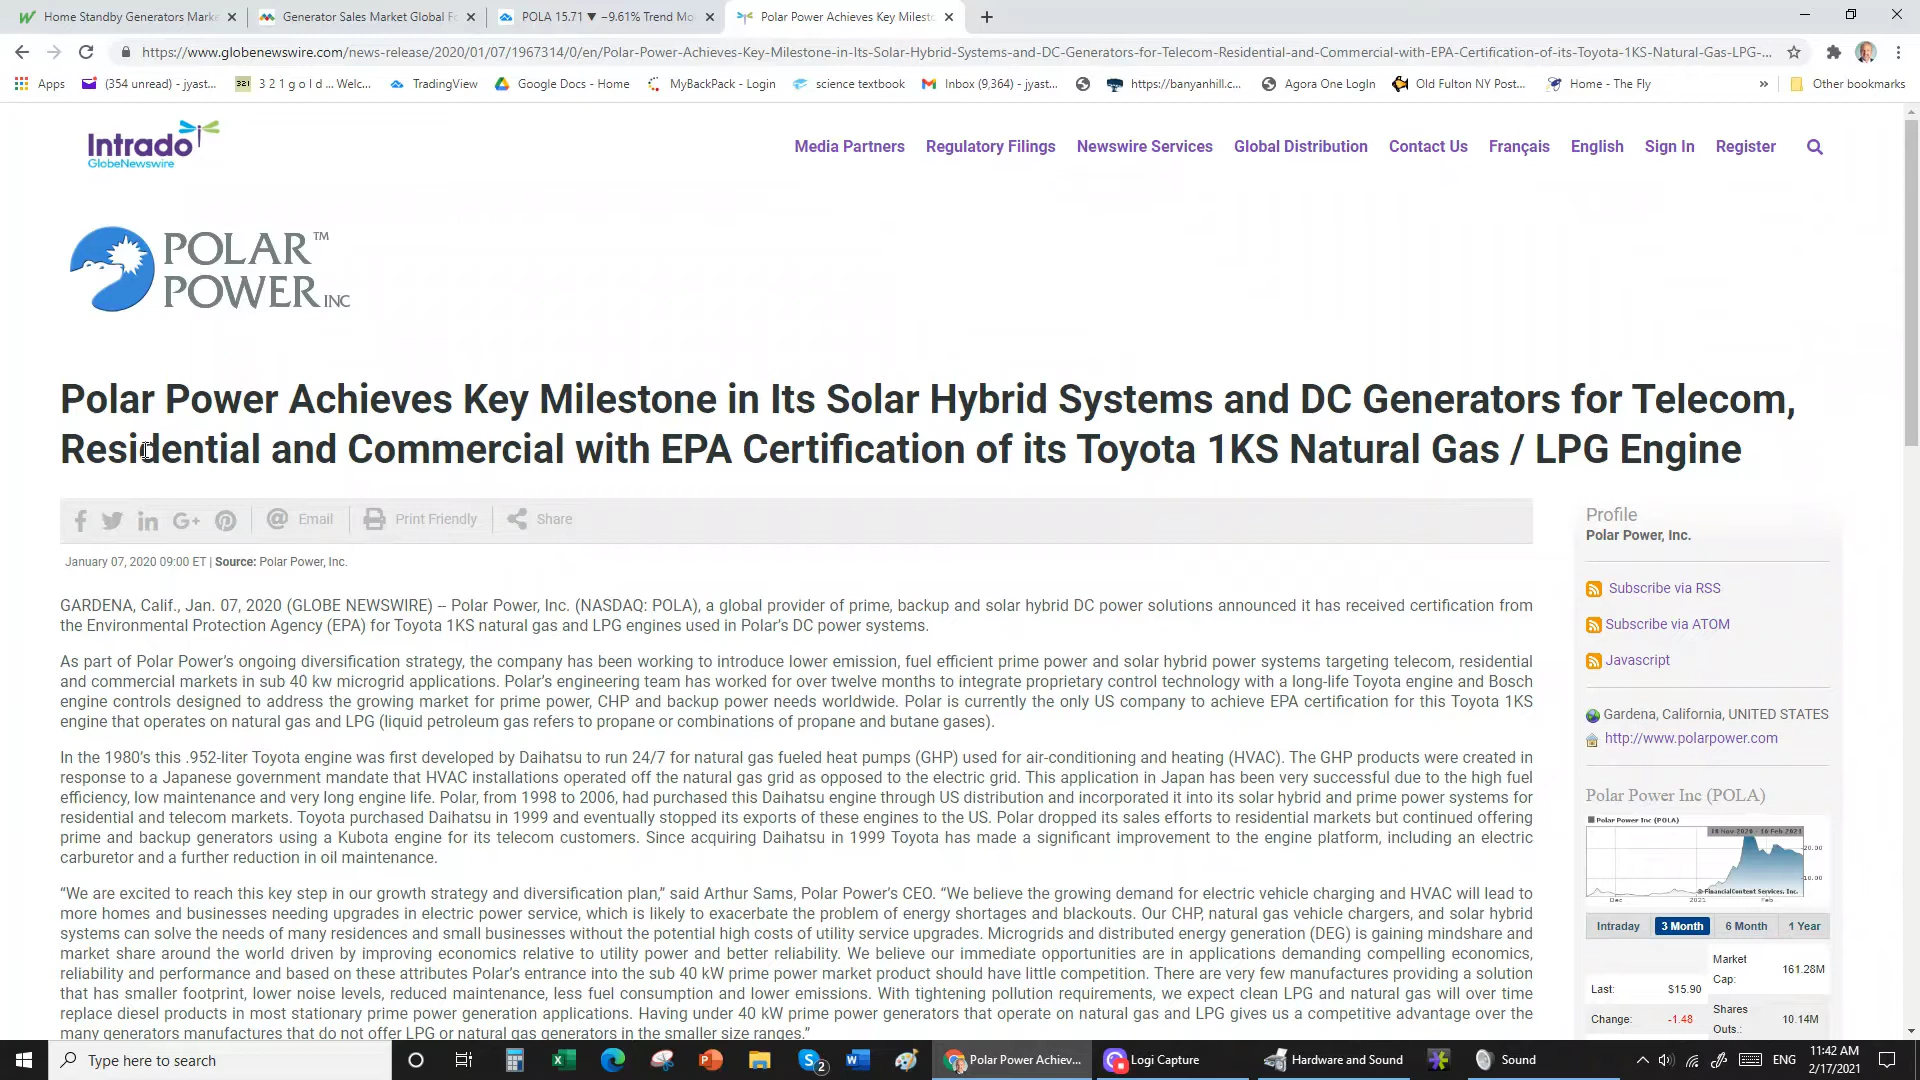 Home Standby Generators Marke
Generator Sales Market Global Fo
POLA 15.71 ▼ −9.61% Trend Mo
Polar Power Achieves Key Milesto
https://www.globenewswire.com/news-release/2020/01/07/1967314/0/en/Polar-Power-Achieves-Key-Milestone-in-Its-Solar-Hybrid-Systems-and-DC-Generators-for-Telecom-Residential-and-Commercial-with-EPA-Certification-of-its-Toyota-1KS-Natural-Gas-LPG-...
Apps
(354 unread) - jyast...
321
3 2 1 g o l d ... Welc...
TradingView
Google Docs - Home
MyBackPack - Login
science textbook
Inbox (9,364) - jyast...
https://banyanhill.c...
Agora One LogIn
Old Fulton NY Post...
Home - The Fly
»
Other bookmarks
Intrado
GlobeNewswire
Media Partners
Regulatory Filings
Newswire Services
Global Distribution
Contact Us
Français
English
Sign In
Register
POLAR ™
POWER INC
Polar Power Achieves Key Milestone in Its Solar Hybrid Systems and DC Generators for Telecom,
Residential and Commercial with EPA Certification of its Toyota 1KS Natural Gas / LPG Engine
Email
Print Friendly
Share
January 07, 2020 09:00 ET | Source: Polar Power, Inc.
GARDENA, Calif., Jan. 07, 2020 (GLOBE NEWSWIRE) -- Polar Power, Inc. (NASDAQ: POLA), a global provider of prime, backup and solar hybrid DC power solutions announced it has received certification from
the Environmental Protection Agency (EPA) for Toyota 1KS natural gas and LPG engines used in Polar's DC power systems.
As part of Polar Power's ongoing diversification strategy, the company has been working to introduce lower emission, fuel efficient prime power and solar hybrid power systems targeting telecom, residential
and commercial markets in sub 40 kw microgrid applications. Polar's engineering team has worked for over twelve months to integrate proprietary control technology with a long-life Toyota engine and Bosch
engine controls designed to address the growing market for prime power, CHP and backup power needs worldwide. Polar is currently the only US company to achieve EPA certification for this Toyota 1KS
engine that operates on natural gas and LPG (liquid petroleum gas refers to propane or combinations of propane and butane gases).
In the 1980's this .952-liter Toyota engine was first developed by Daihatsu to run 24/7 for natural gas fueled heat pumps (GHP) used for air-conditioning and heating (HVAC). The GHP products were created in
response to a Japanese government mandate that HVAC installations operated off the natural gas grid as opposed to the electric grid. This application in Japan has been very successful due to the high fuel
efficiency, low maintenance and very long engine life. Polar, from 1998 to 2006, had purchased this Daihatsu engine through US distribution and incorporated it into its solar hybrid and prime power systems for
residential and telecom markets. Toyota purchased Daihatsu in 1999 and eventually stopped its exports of these engines to the US. Polar dropped its sales efforts to residential markets but continued offering
prime and backup generators using a Kubota engine for its telecom customers. Since acquiring Daihatsu in 1999 Toyota has made a significant improvement to the engine platform, including an electric
carburetor and a further reduction in oil maintenance.
“We are excited to reach this key step in our growth strategy and diversification plan,” said Arthur Sams, Polar Power's CEO. “We believe the growing demand for electric vehicle charging and HVAC will lead to
more homes and businesses needing upgrades in electric power service, which is likely to exacerbate the problem of energy shortages and blackouts. Our CHP, natural gas vehicle chargers, and solar hybrid
systems can solve the needs of many residences and small businesses without the potential high costs of utility service upgrades. Microgrids and distributed energy generation (DEG) is gaining mindshare and
market share around the world driven by improving economics relative to utility power and better reliability. We believe our immediate opportunities are in applications demanding compelling economics,
reliability and performance and based on these attributes Polar's entrance into the sub 40 kW prime power market product should have little competition. There are very few manufactures providing a solution
that has smaller footprint, lower noise levels, reduced maintenance, less fuel consumption and lower emissions. With tightening pollution requirements, we expect clean LPG and natural gas will over time
replace diesel products in most stationary prime power generation applications. Having under 40 kW prime power generators that operate on natural gas and LPG gives us a competitive advantage over the
many generators manufactures that do not offer LPG or natural gas generators in the smaller size ranges.”
Profile
Polar Power, Inc.
Subscribe via RSS
Subscribe via ATOM
Javascript
Gardena, California, UNITED STATES
http://www.polarpower.com
Polar Power Inc (POLA)
Polar Power Inc (POLA)
18 Nov 2020 - 16 Feb 2021
20.00
10.00
© FinancialContent Services, Inc.
Dec 2021 Feb
Intraday
3 Month
6 Month
1 Year
Last: $15.90
Market Cap: 161.28M
Change: -1.48
Shares Outs.: 10.14M
Type here to search
2
Polar Power Achiev...
Logi Capture
Hardware and Sound
Sound
ENG
11:42 AM
2/17/2021